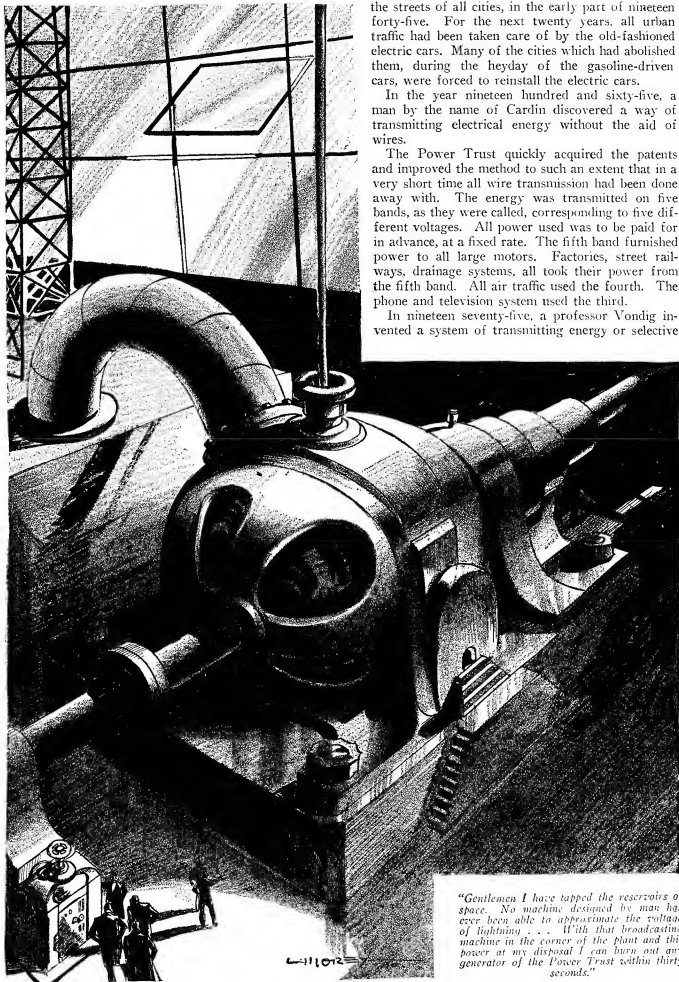 the streets of all cities, in the early part of nineteen
forty-five. For the next twenty years, all urban
traffic had been taken care of by the old-fashioned
electric cars. Many of the cities which had abolished
them, during the heyday of the gasoline-driven
cars, were forced to reinstall the electric cars.
In the year nineteen hundred and sixty-five, a
man by the name of Cardin discovered a way of
transmitting electrical energy without the aid of
wires.
The Power Trust quickly acquired the patents
and improved the method to such an extent that in a
very short time all wire transmission had been done
away with. The energy was transmitted on five
bands, as they were called, corresponding to five dif-
ferent voltages. All power used was to be paid for
in advance, at a fixed rate. The fifth band furnished
power to all large motors. Factories, street rail-
ways, drainage systems, all took their power from
the fifth band. All air traffic used the fourth. The
phone and television system used the third.
In nineteen seventy-five, a professor Vondig in-
vented a system of transmitting energy or selective
"Gentlemen I have tapped the reservoirs o
space. No machine designed by man ha
ever been able to approximate the voltag
of lightning . . . With that broadcastin
machine in the corner of the plant and thi
power at my disposal I can burn out an
generator of the Power Trust within thirt
seconds."